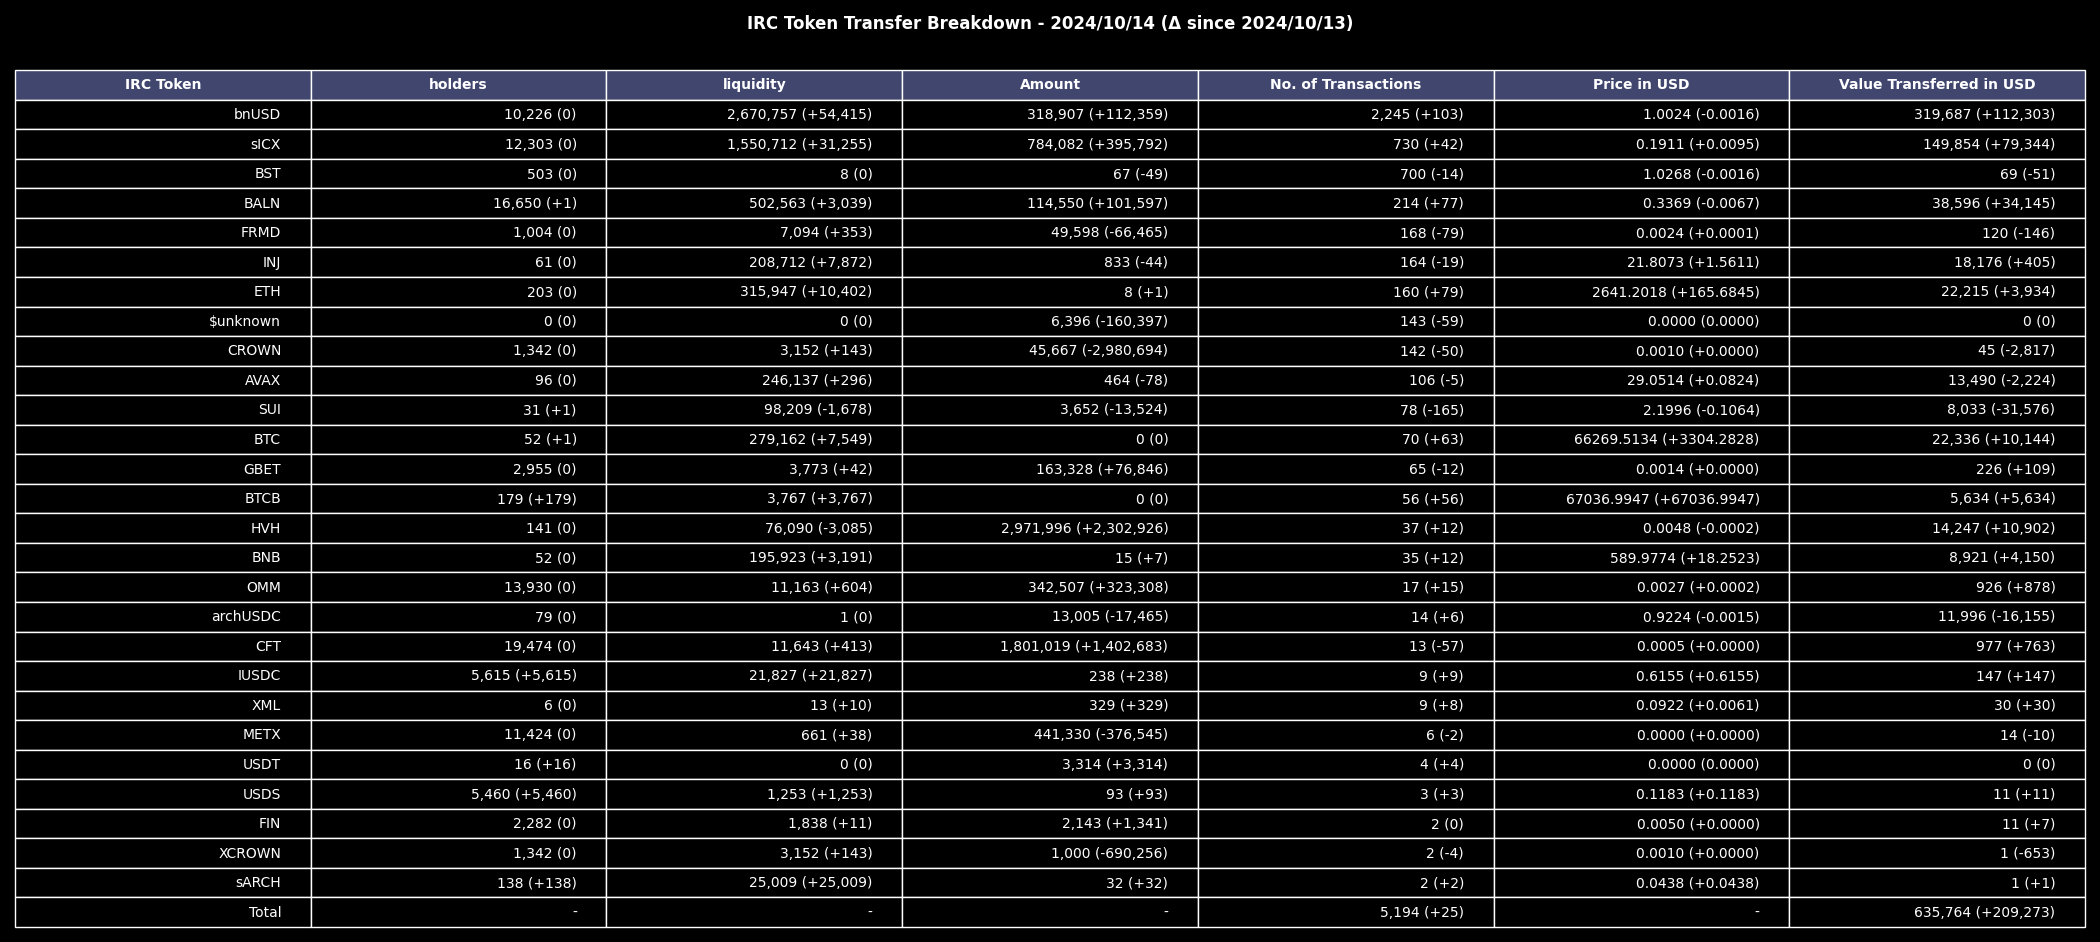 IRC Token Transfer Breakdown - 2024/10/14 (Δ since 2024/10/13)
IRC Token holders liquidity Amount No. of Transactions Price in USD Value Transferred in USD
bnUSD 10,226 (0) 2,670,757 (+54,415) 318,907 (+112,359) 2,245 (+103) 1.0024 (-0.0016) 319,687 (+112,303)
sICX 12,303 (0) 1,550,712 (+31,255) 784,082 (+395,792) 730 (+42) 0.1911 (+0.0095) 149,854 (+79,344)
BST 503 (0) 8 (0) 67 (-49) 700 (-14) 1.0268 (-0.0016) 69 (-51)
BALN 16,650 (+1) 502,563 (+3,039) 114,550 (+101,597) 214 (+77) 0.3369 (-0.0067) 38,596 (+34,145)
FRMD 1,004 (0) 7,094 (+353) 49,598 (-66,465) 168 (-79) 0.0024 (+0.0001) 120 (-146)
INJ 61 (0) 208,712 (+7,872) 833 (-44) 164 (-19) 21.8073 (+1.5611) 18,176 (+405)
ETH 203 (0) 315,947 (+10,402) 8 (+1) 160 (+79) 2641.2018 (+165.6845) 22,215 (+3,934)
$unknown 0 (0) 0 (0) 6,396 (-160,397) 143 (-59) 0.0000 (0.0000) 0 (0)
CROWN 1,342 (0) 3,152 (+143) 45,667 (-2,980,694) 142 (-50) 0.0010 (+0.0000) 45 (-2,817)
AVAX 96 (0) 246,137 (+296) 464 (-78) 106 (-5) 29.0514 (+0.0824) 13,490 (-2,224)
SUI 31 (+1) 98,209 (-1,678) 3,652 (-13,524) 78 (-165) 2.1996 (-0.1064) 8,033 (-31,576)
BTC 52 (+1) 279,162 (+7,549) 0 (0) 70 (+63) 66269.5134 (+3304.2828) 22,336 (+10,144)
GBET 2,955 (0) 3,773 (+42) 163,328 (+76,846) 65 (-12) 0.0014 (+0.0000) 226 (+109)
BTCB 179 (+179) 3,767 (+3,767) 0 (0) 56 (+56) 67036.9947 (+67036.9947) 5,634 (+5,634)
HVH 141 (0) 76,090 (-3,085) 2,971,996 (+2,302,926) 37 (+12) 0.0048 (-0.0002) 14,247 (+10,902)
BNB 52 (0) 195,923 (+3,191) 15 (+7) 35 (+12) 589.9774 (+18.2523) 8,921 (+4,150)
OMM 13,930 (0) 11,163 (+604) 342,507 (+323,308) 17 (+15) 0.0027 (+0.0002) 926 (+878)
archUSDC 79 (0) 1 (0) 13,005 (-17,465) 14 (+6) 0.9224 (-0.0015) 11,996 (-16,155)
CFT 19,474 (0) 11,643 (+413) 1,801,019 (+1,402,683) 13 (-57) 0.0005 (+0.0000) 977 (+763)
IUSDC 5,615 (+5,615) 21,827 (+21,827) 238 (+238) 9 (+9) 0.6155 (+0.6155) 147 (+147)
XML 6 (0) 13 (+10) 329 (+329) 9 (+8) 0.0922 (+0.0061) 30 (+30)
METX 11,424 (0) 661 (+38) 441,330 (-376,545) 6 (-2) 0.0000 (+0.0000) 14 (-10)
USDT 16 (+16) 0 (0) 3,314 (+3,314) 4 (+4) 0.0000 (0.0000) 0 (0)
USDS 5,460 (+5,460) 1,253 (+1,253) 93 (+93) 3 (+3) 0.1183 (+0.1183) 11 (+11)
FIN 2,282 (0) 1,838 (+11) 2,143 (+1,341) 2 (0) 0.0050 (+0.0000) 11 (+7)
XCROWN 1,342 (0) 3,152 (+143) 1,000 (-690,256) 2 (-4) 0.0010 (+0.0000) 1 (-653)
sARCH 138 (+138) 25,009 (+25,009) 32 (+32) 2 (+2) 0.0438 (+0.0438) 1 (+1)
Total - - - 5,194 (+25) - 635,764 (+209,273)